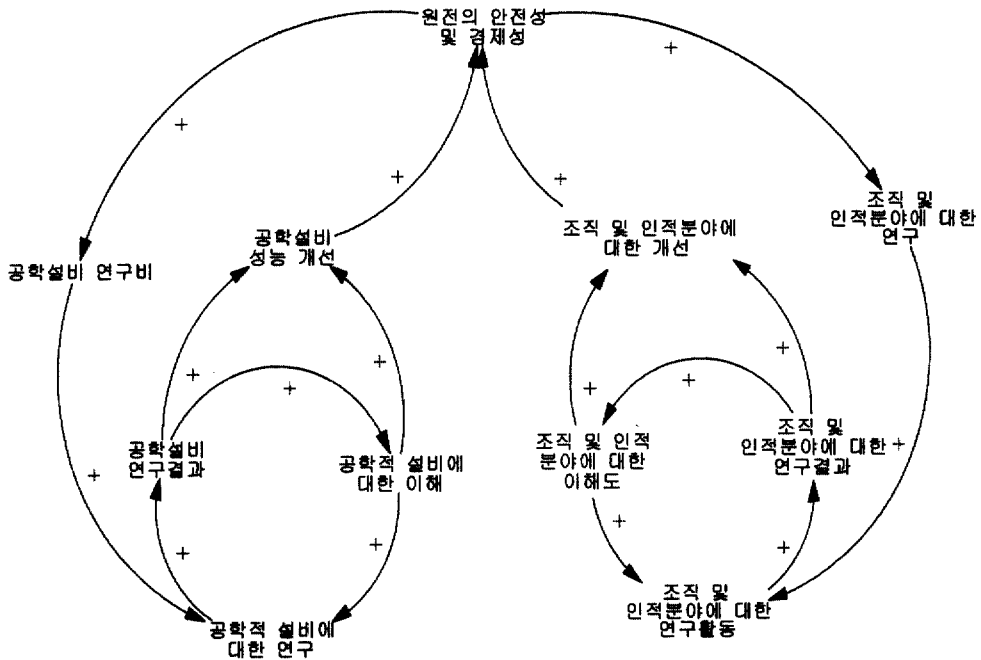 원전의 안전성
및 경제성
+
+
+
+
조직 및
인적분야에 대한
연구
공학설비
성능 개선
조직 및 인적분야에
대한 개선
공학설비 연구비
+
+
+
+
+
+
공학설비
연구결과
공학적 설비에
대한 이해
조직 및 인적
분야에 대한
이해도
조직 및
인적분야에 대한
연구결과
+
+
+
+
+
+
공학적 설비에
대한 연구
조직 및
인적분야에 대한
연구활동